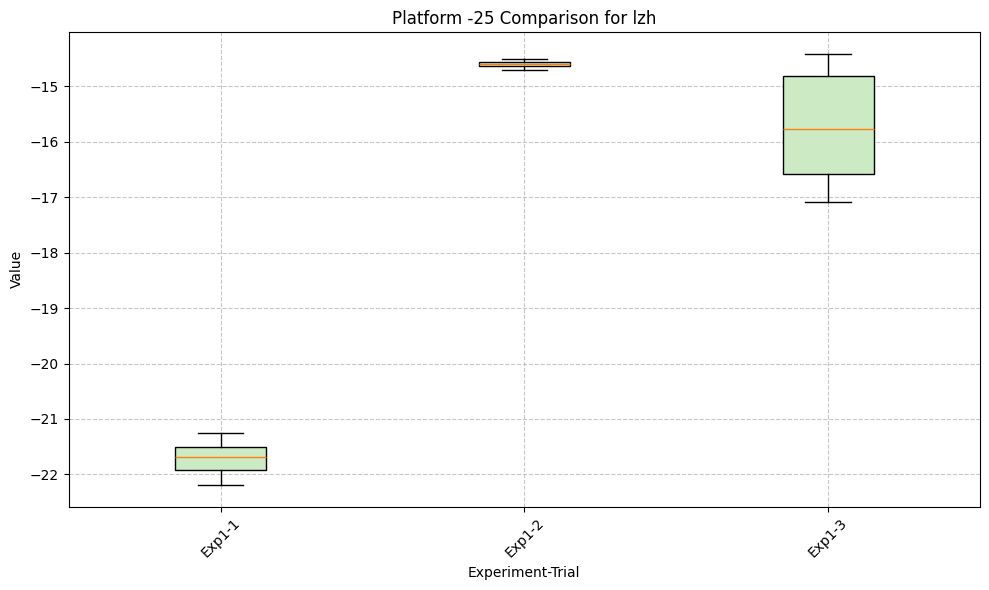 Platform -25 Comparison for lzh
Value
−15
−16
−17
−18
−19
−20
−21
−22
Exp1-1
Exp1-2
Exp1-3
Experiment-Trial